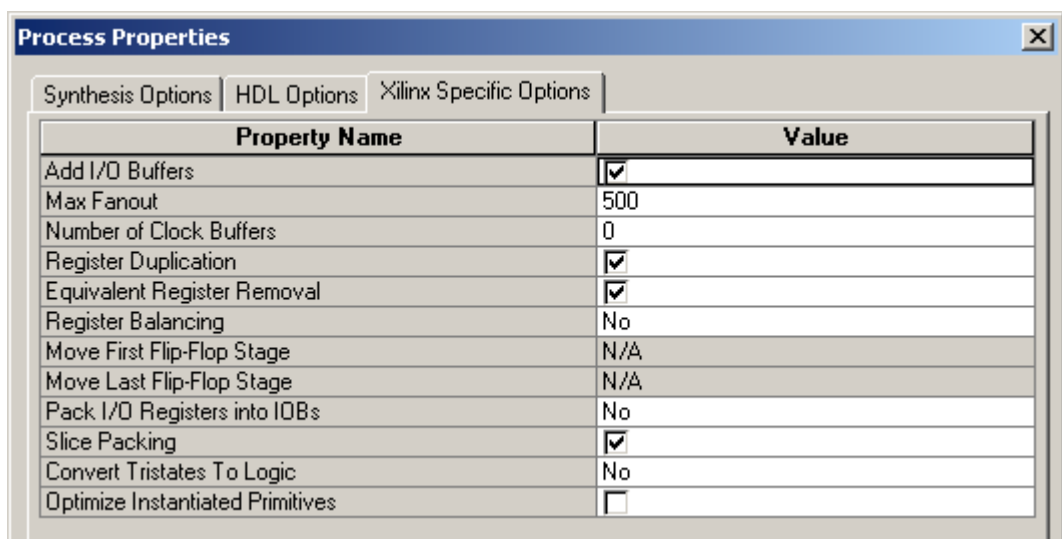 Process Properties
Synthesis Options HDL Options Xilinx Specific Options
Property Name Value
Add I/O Buffers
Max Fanout 500
Number of Clock Buffers 0
Register Duplication
Equivalent Register Removal
Register Balancing No
Move First Flip-Flop Stage N/A
Move Last Flip-Flop Stage N/A
Pack I/O Registers into IOBs No
Slice Packing
Convert Tristates To Logic No
Optimize Instantiated Primitives